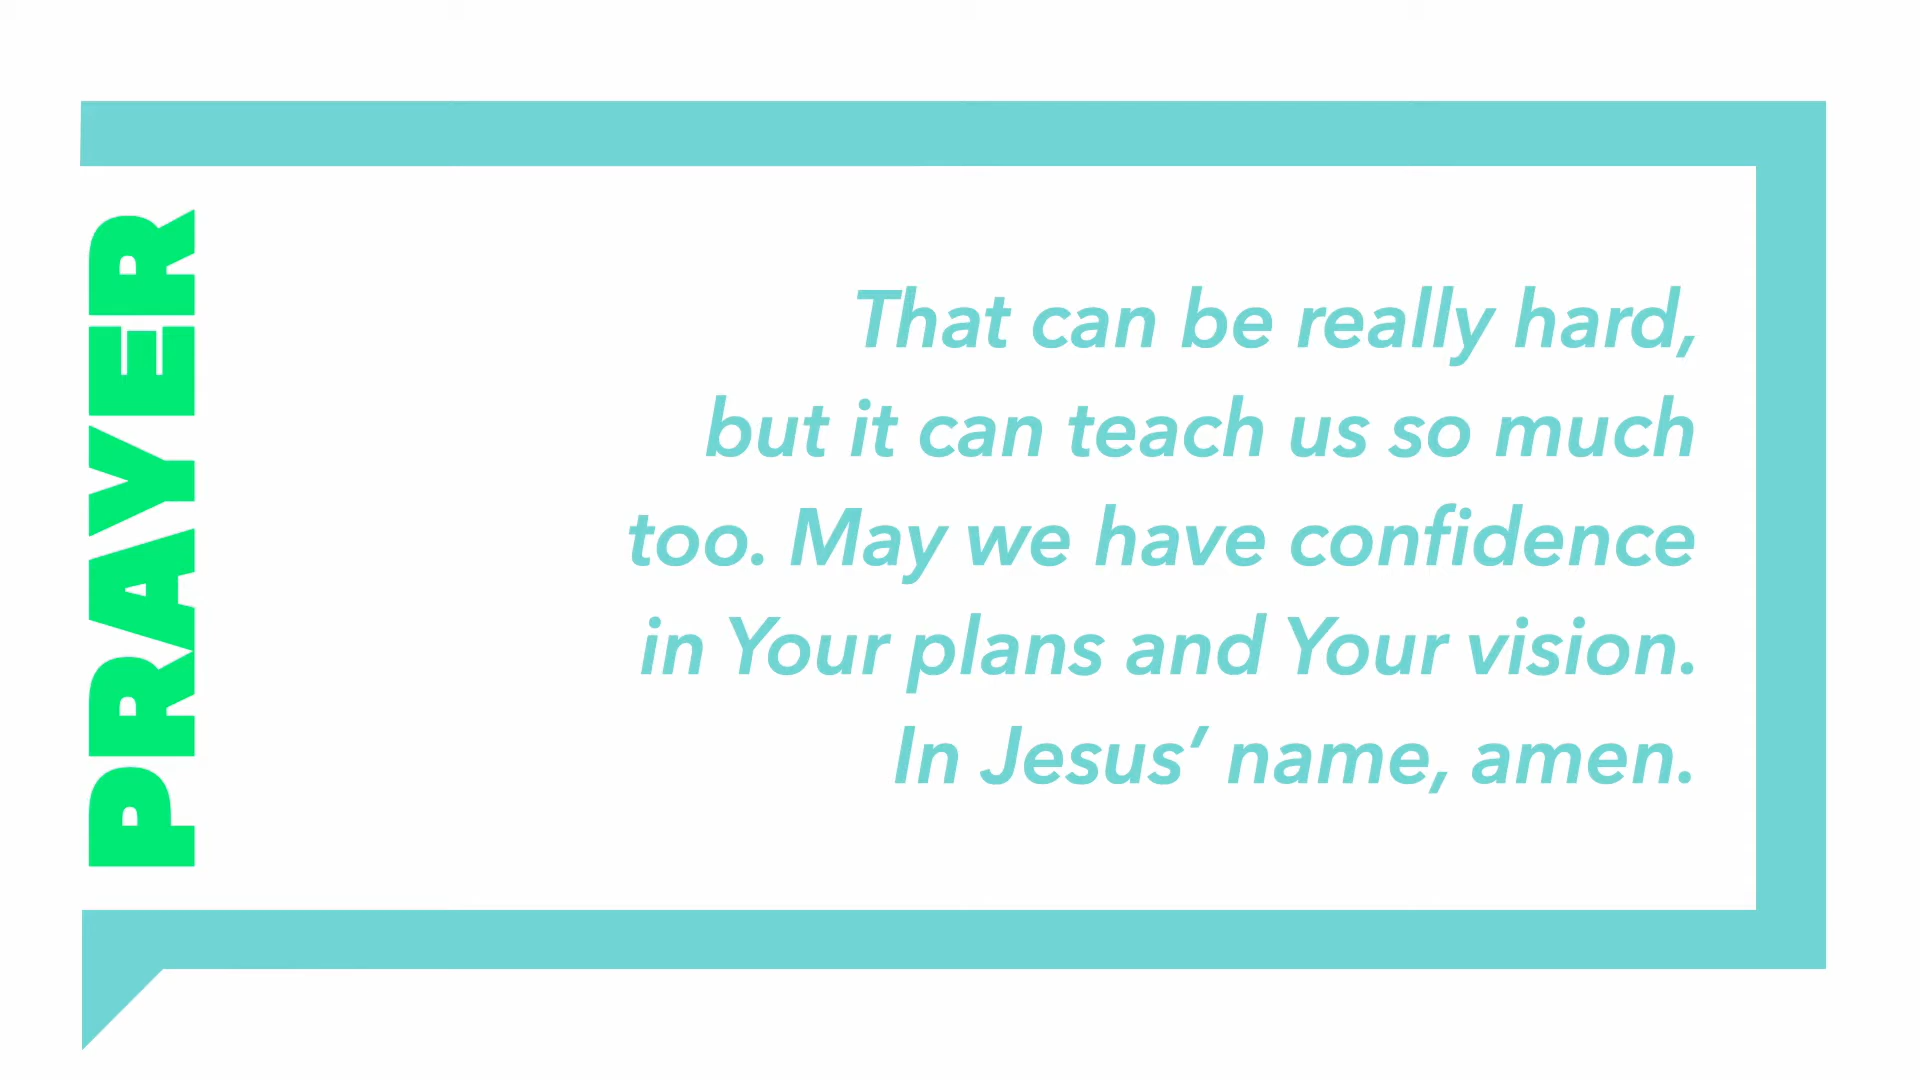 PRAYER
That can be really hard,
but it can teach us so much
too. May we have confidence
in Your plans and Your vision.
In Jesus’ name, amen.